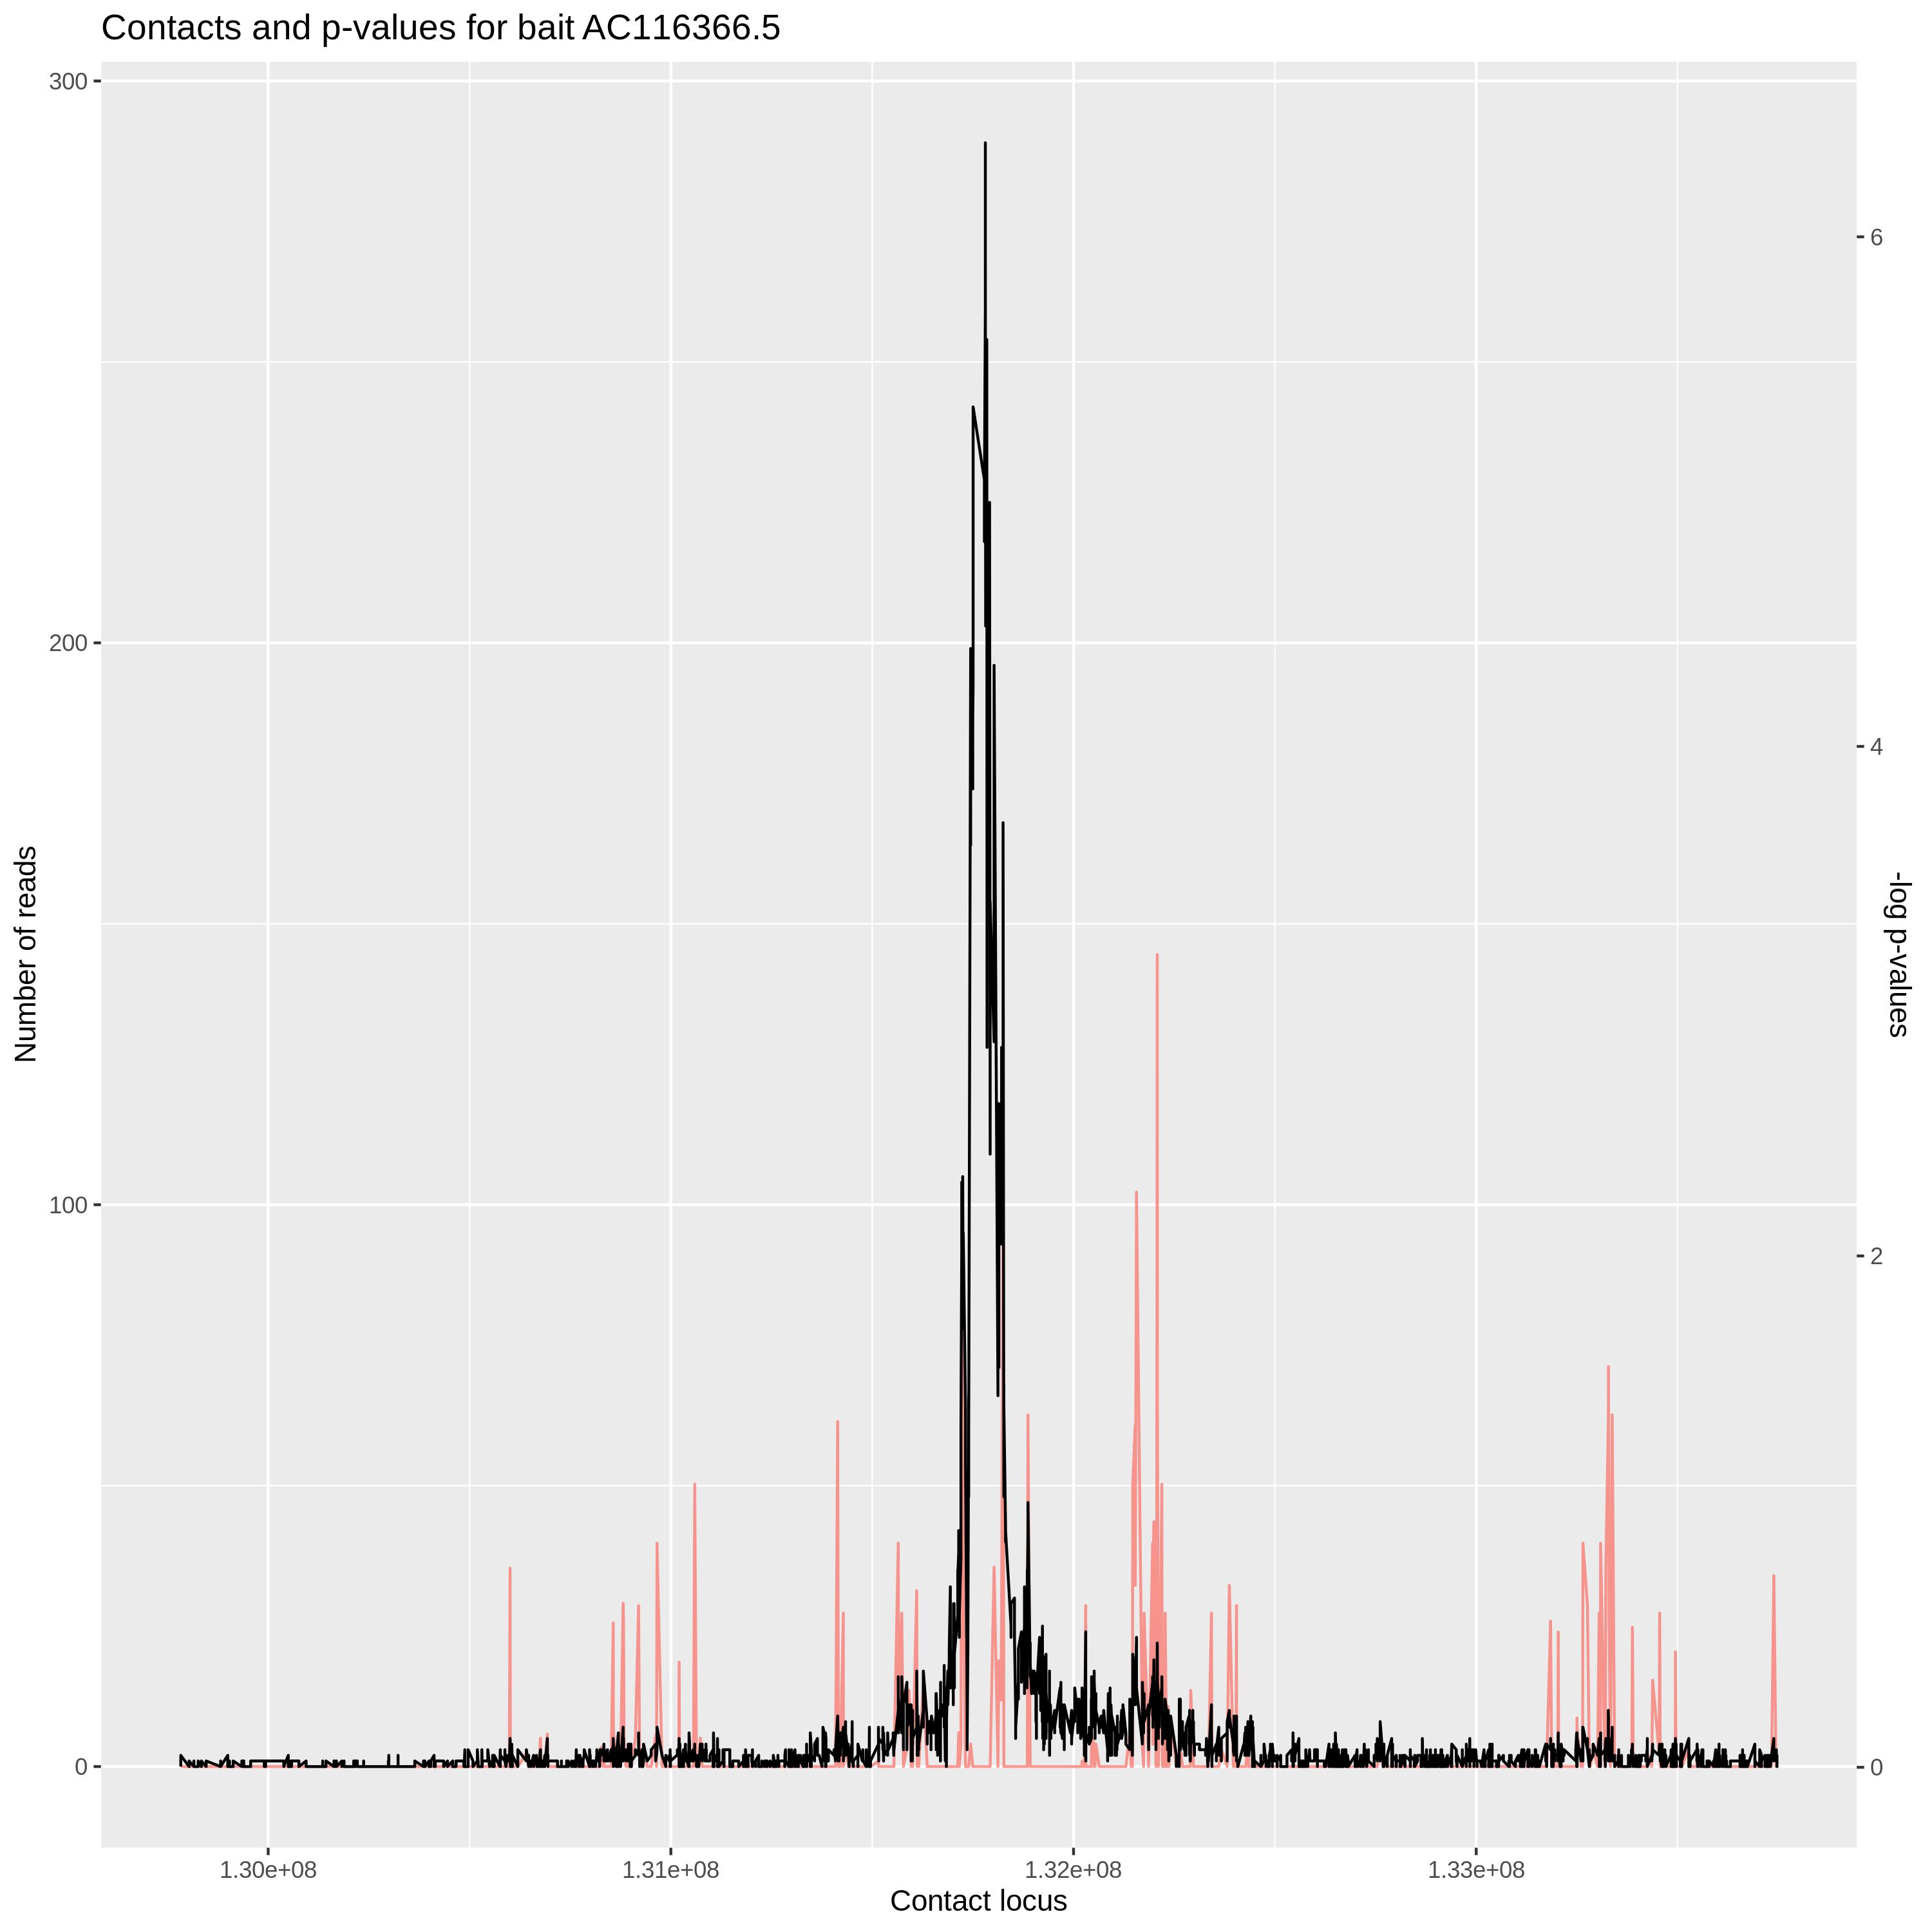 Contacts and p-values for bait AC116366.5
300
200
100
0
Number of reads
6
4
2
0
-log p-values
1.30e+08 1.31e+08 1.32e+08 1.33e+08
Contact locus